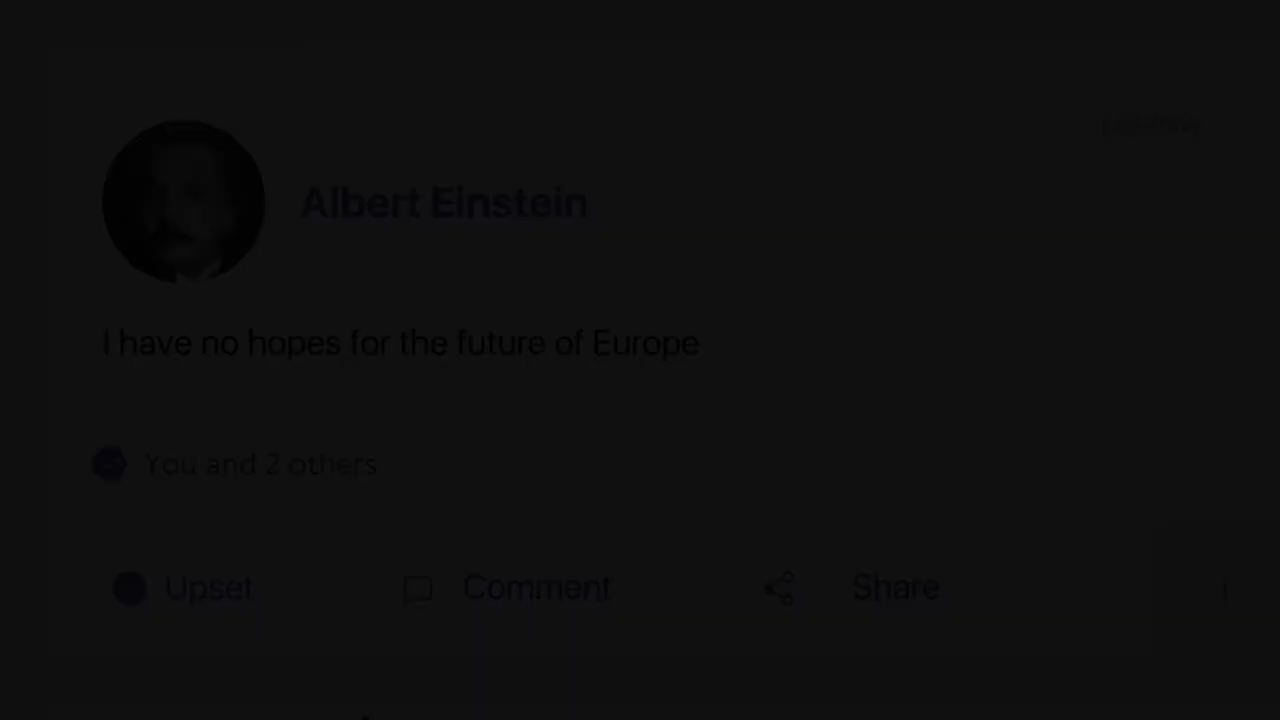 Albert Einstein
I have no hopes for the future of Europe
You and 2 others
Upset
Comment
Share